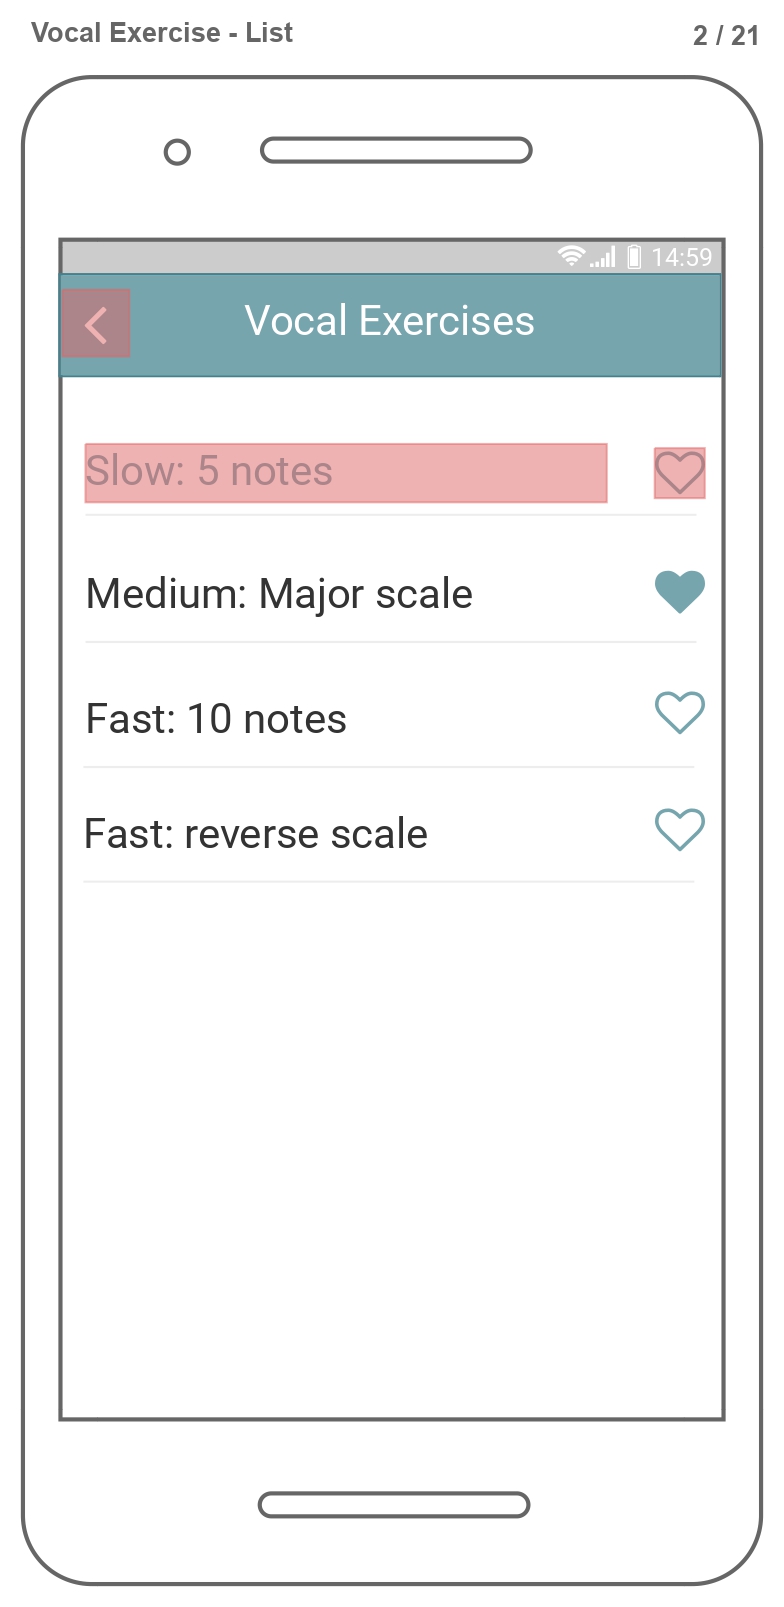 Vocal Exercise - List
2 / 21
14:59
Vocal Exercises
Slow: 5 notes
Medium: Major scale
Fast: 10 notes
Fast: reverse scale